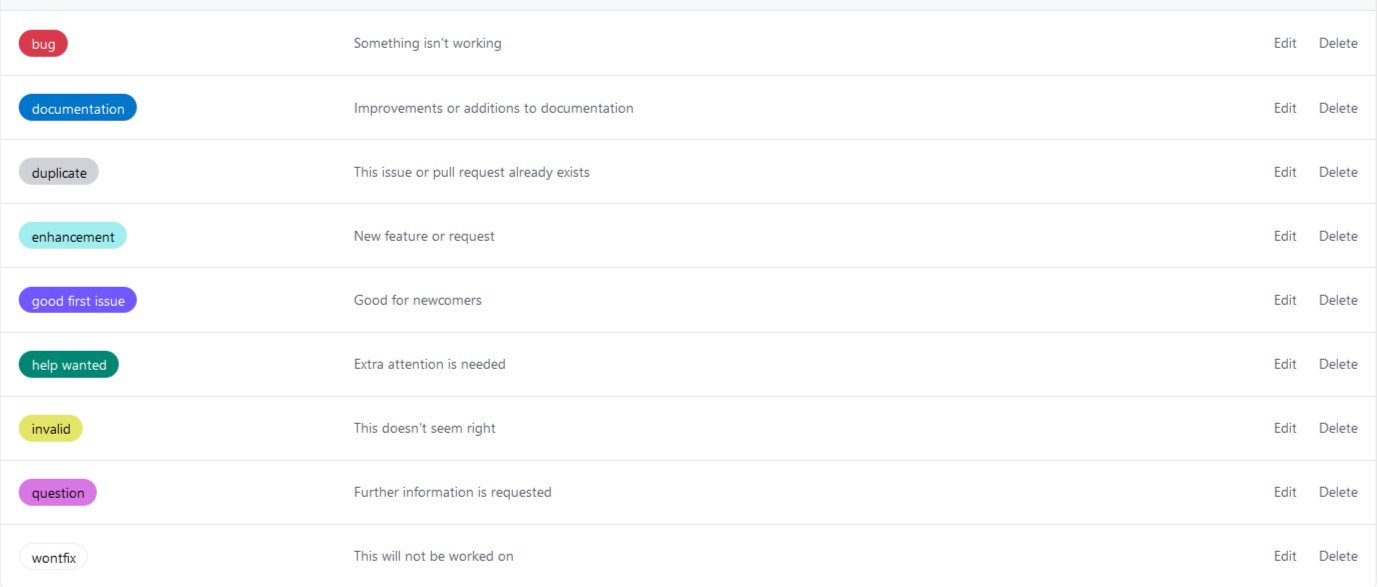 bug Something isn't working Edit Delete
documentation Improvements or additions to documentation Edit Delete
duplicate This issue or pull request already exists Edit Delete
enhancement New feature or request Edit Delete
good first issue Good for newcomers Edit Delete
help wanted Extra attention is needed Edit Delete
invalid This doesn't seem right Edit Delete
question Further information is requested Edit Delete
wontfix This will not be worked on Edit Delete